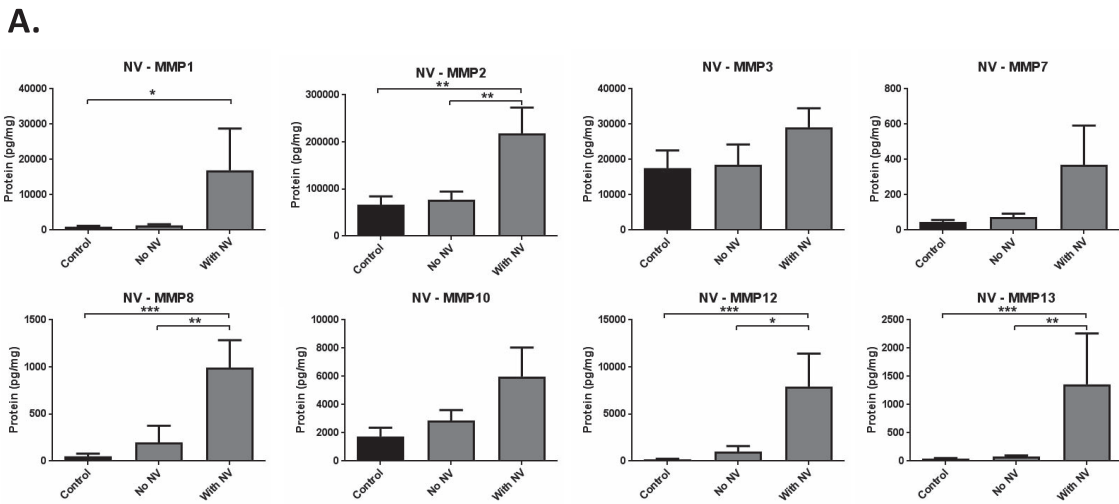 A.
NV - MMP1
Protein (pg/mg)
40000
30000
20000
10000
0
*
Control
No NV
With NV
NV - MMP2
Protein (pg/mg)
300000
200000
100000
0
**
**
Control
No NV
With NV
NV - MMP3
Protein (pg/mg)
40000
30000
20000
10000
0
Control
No NV
With NV
NV - MMP7
Protein (pg/mg)
800
600
400
200
0
Control
No NV
With NV
NV - MMP8
Protein (pg/mg)
1500
1000
500
0
***
**
Control
No NV
With NV
NV - MMP10
Protein (pg/mg)
10000
8000
6000
4000
2000
0
Control
No NV
With NV
NV - MMP12
Protein (pg/mg)
15000
10000
5000
0
***
*
Control
No NV
With NV
NV - MMP13
Protein (pg/mg)
2500
2000
1500
1000
500
0
***
**
Control
No NV
With NV